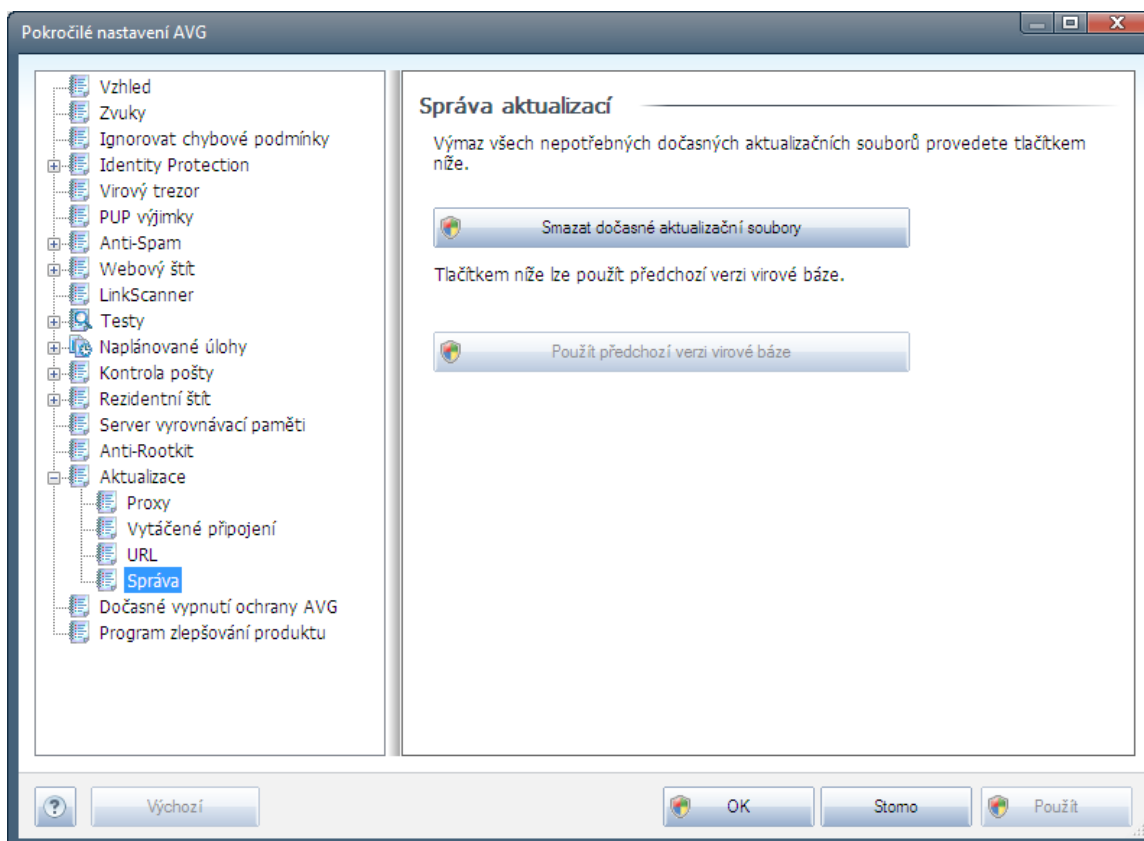 Pokročilé nastavení AVG
Vzhled
Zvuky
Ignorovat chybové podmínky
Identity Protection
Virový trezor
PUP výjimky
Anti-Spam
Webový štít
LinkScanner
Testy
Naplánované úlohy
Kontrola pošty
Rezidentní štít
Server vyrovnávací paměti
Anti-Rootkit
Aktualizace
Proxy
Vytáčené připojení
URL
Správa
Dočasné vypnutí ochrany AVG
Program zlepšování produktu
Správa aktualizací
Výmaz všech nepotřebných dočasných aktualizačních souborů provedete tlačítkem
níže.
Smazat dočasné aktualizační soubory
Tlačítkem níže lze použít předchozí verzi virové báze.
Použít předchozí verzi virové báze
Výchozí
OK
Storno
Použít